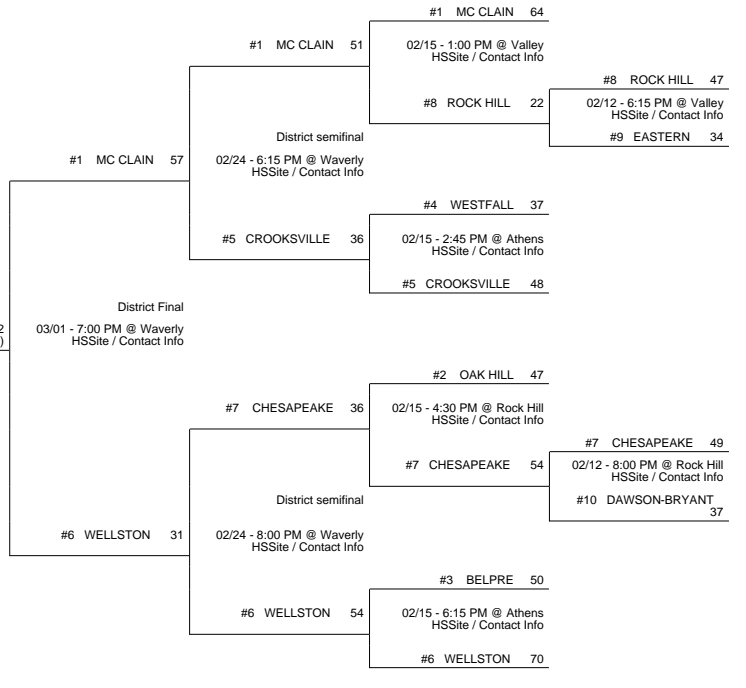 #1 MC CLAIN 64
#1 MC CLAIN 51
02/15 - 1:00 PM @ Valley
HSSite / Contact Info
#8 ROCK HILL 47
#8 ROCK HILL 22
02/12 - 6:15 PM @ Valley
HSSite / Contact Info
#9 EASTERN 34
District semifinal
#1 MC CLAIN 57
02/24 - 6:15 PM @ Waverly
HSSite / Contact Info
#4 WESTFALL 37
#5 CROOKSVILLE 36
02/15 - 2:45 PM @ Athens
HSSite / Contact Info
#5 CROOKSVILLE 48
District Final
2
)
03/01 - 7:00 PM @ Waverly
HSSite / Contact Info
#2 OAK HILL 47
#7 CHESAPEAKE 36
02/15 - 4:30 PM @ Rock Hill
HSSite / Contact Info
#7 CHESAPEAKE 49
#7 CHESAPEAKE 54
02/12 - 8:00 PM @ Rock Hill
HSSite / Contact Info
#10 DAWSON-BRYANT
37
District semifinal
#6 WELLSTON 31
02/24 - 8:00 PM @ Waverly
HSSite / Contact Info
#3 BELPRE 50
#6 WELLSTON 54
02/15 - 6:15 PM @ Athens
HSSite / Contact Info
#6 WELLSTON 70